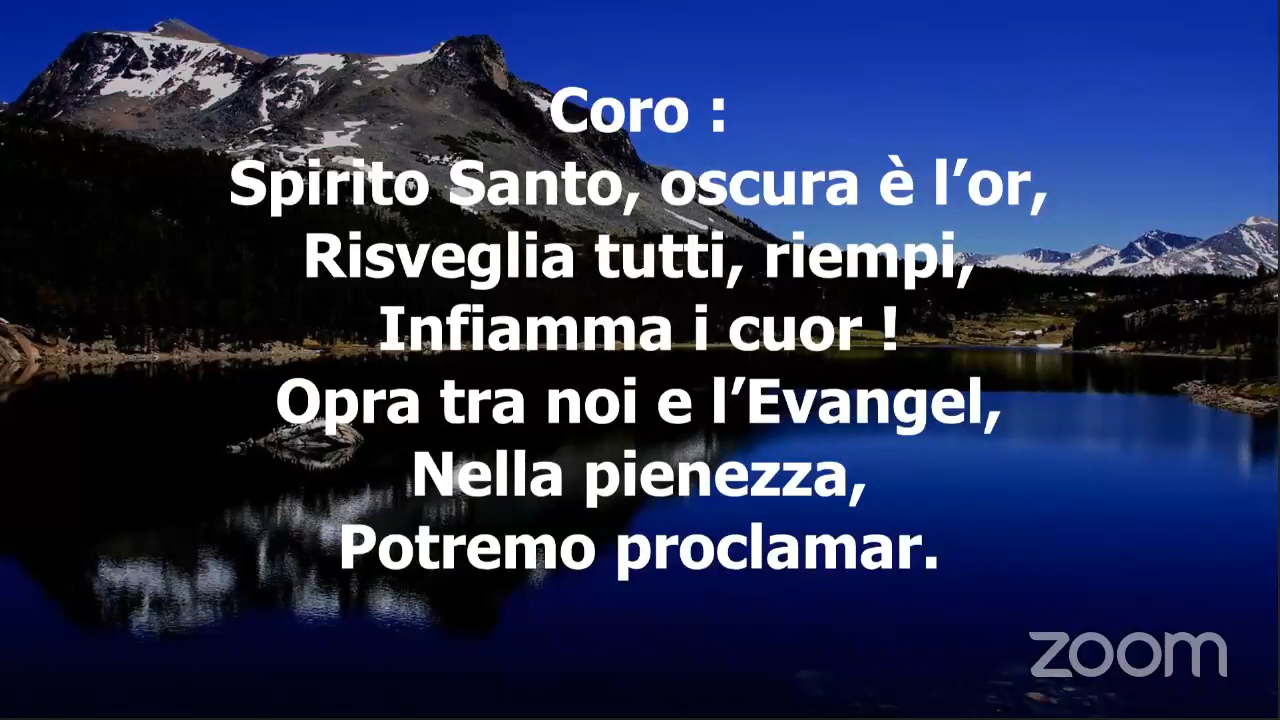 Coro :
Spirito Santo, oscura è l’or,
Risveglia tutti, riempi,
Infiamma i cuor !
Opra tra noi e l’Evangel,
Nella pienezza,
Potremo proclamar.
zoom